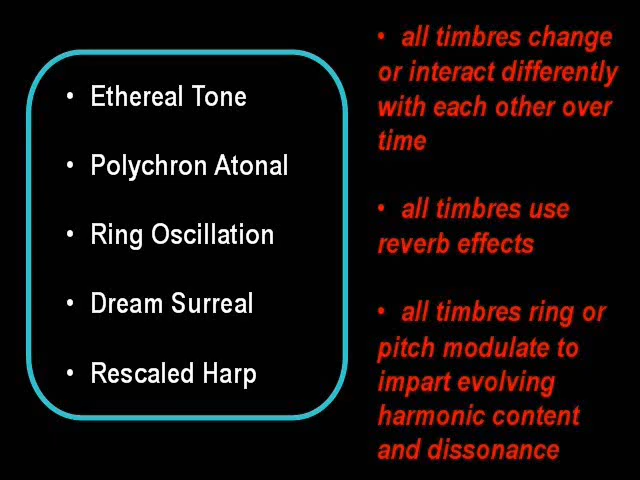 • Ethereal Tone
• Polychron Atonal
• Ring Oscillation
• Dream Surreal
• Rescaled Harp
• all timbres change
or interact differently
with each other over
time
• all timbres use
reverb effects
• all timbres ring or
pitch modulate to
impart evolving
harmonic content
and dissonance